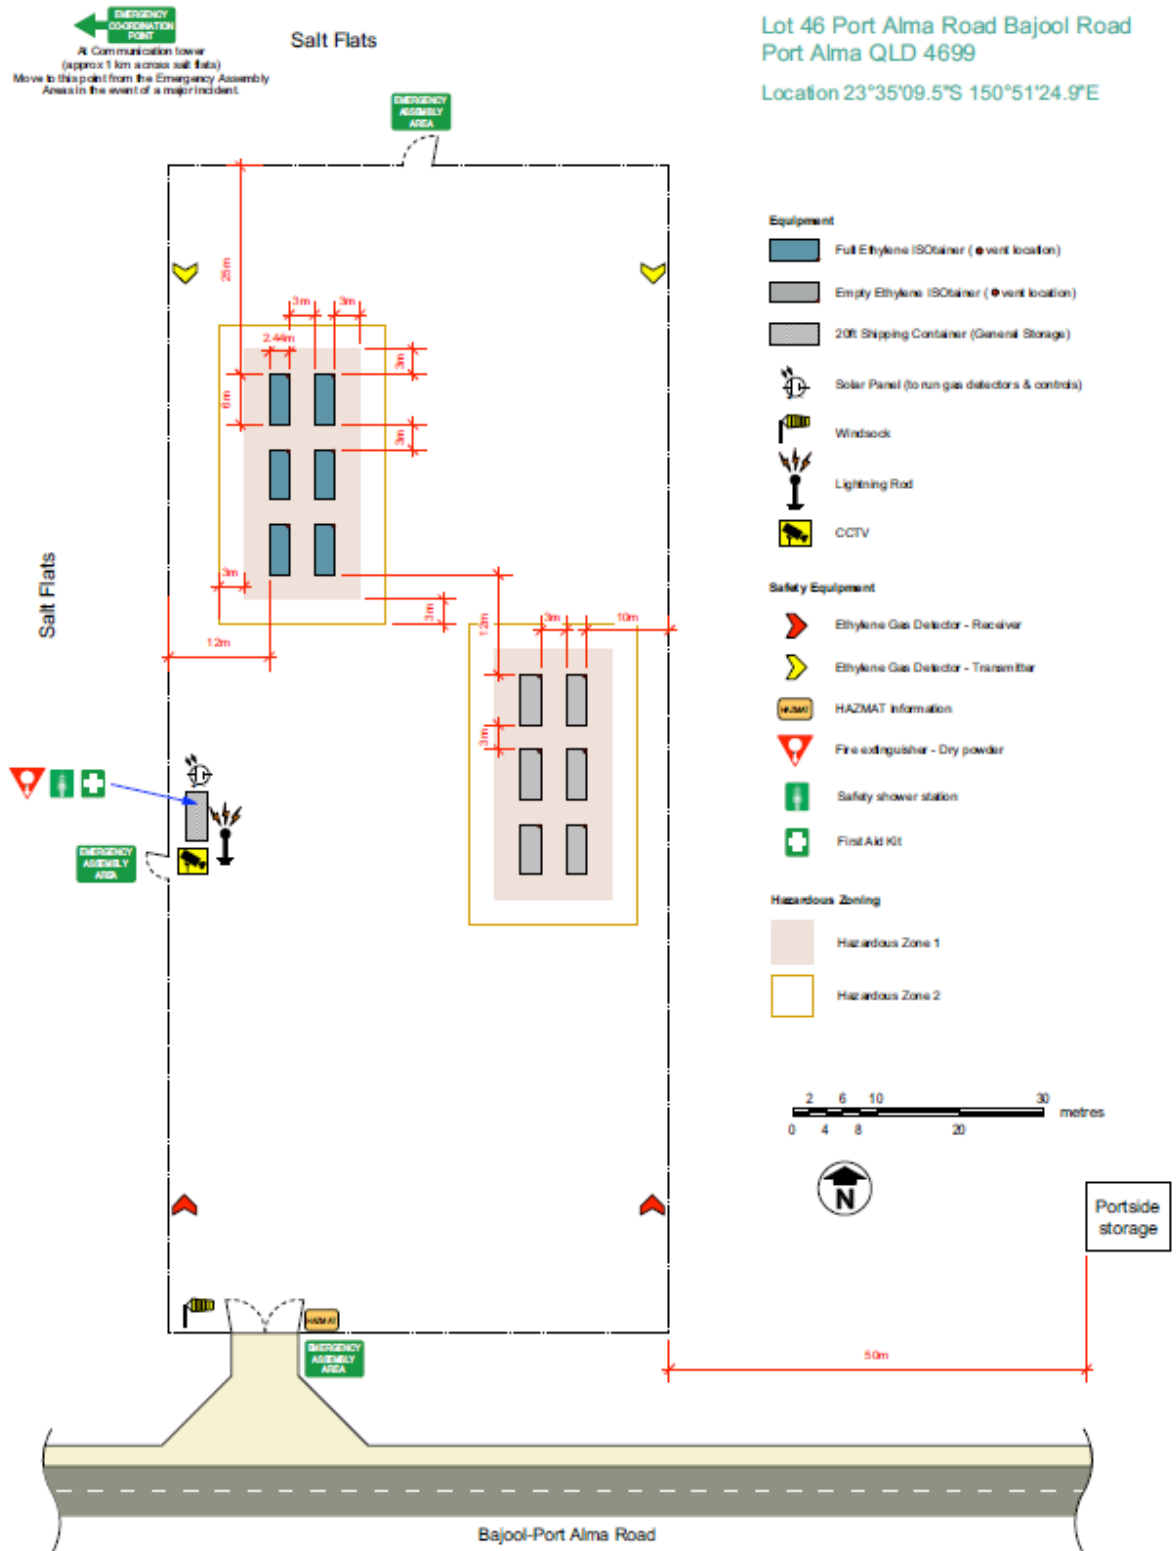 EMERGENCY
CO-ORDINATION
POINT
At Communication tower
(approx 1 km across salt flats)
Move to this point from the Emergency Assembly
Areas in the event of a major incident.
Salt Flats
Lot 46 Port Alma Road Bajool Road
Port Alma QLD 4699
Location 23°35'09.5"S 150°51'24.9"E
EMERGENCY
ASSEMBLY
AREA
25m
3m
3m
2.44m
3m
6m
3m
3m
3m
12m
12m
3m
10m
3m
Salt Flats
EMERGENCY
ASSEMBLY
AREA
Equipment
Full Ethylene ISOtainer ( vent location)
Empty Ethylene ISOtainer ( vent location)
20ft Shipping Container (General Storage)
Solar Panel (to run gas detectors & controls)
Windsock
Lightning Rod
CCTV
Safety Equipment
Ethylene Gas Detector - Receiver
Ethylene Gas Detector - Transmitter
HAZMAT
HAZMAT information
Fire extinguisher - Dry powder
Safety shower station
First Aid Kit
Hazardous Zoning
Hazardous Zone 1
Hazardous Zone 2
2 6 10 30
metres
0 4 8 20
N
Portside
storage
HAZMAT
EMERGENCY
ASSEMBLY
AREA
50m
Bajool-Port Alma Road